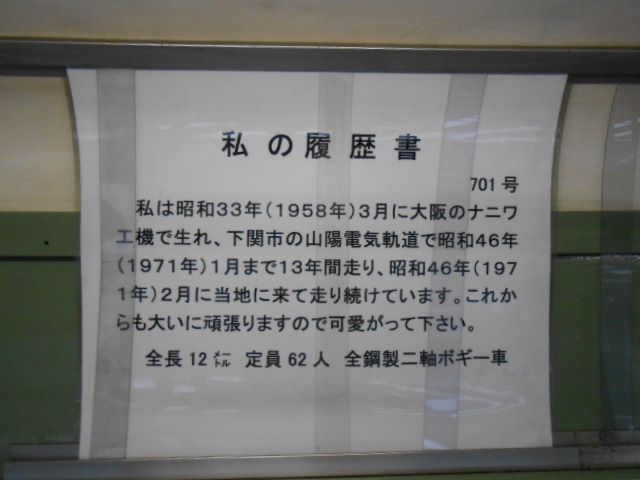 私の履歴書
701号
私は昭和33年(1958年)3月に大阪のナニワ
工機で生れ、下関市の山陽電気軌道で昭和46年
(1971年)1月まで13年間走り、昭和46年(197
1年)2月に当地に来て走り続けています。これか
らも大いに頑張りますので可愛がって下さい。
全長12㍍ 定員62人 全鋼製二軸ボギー車